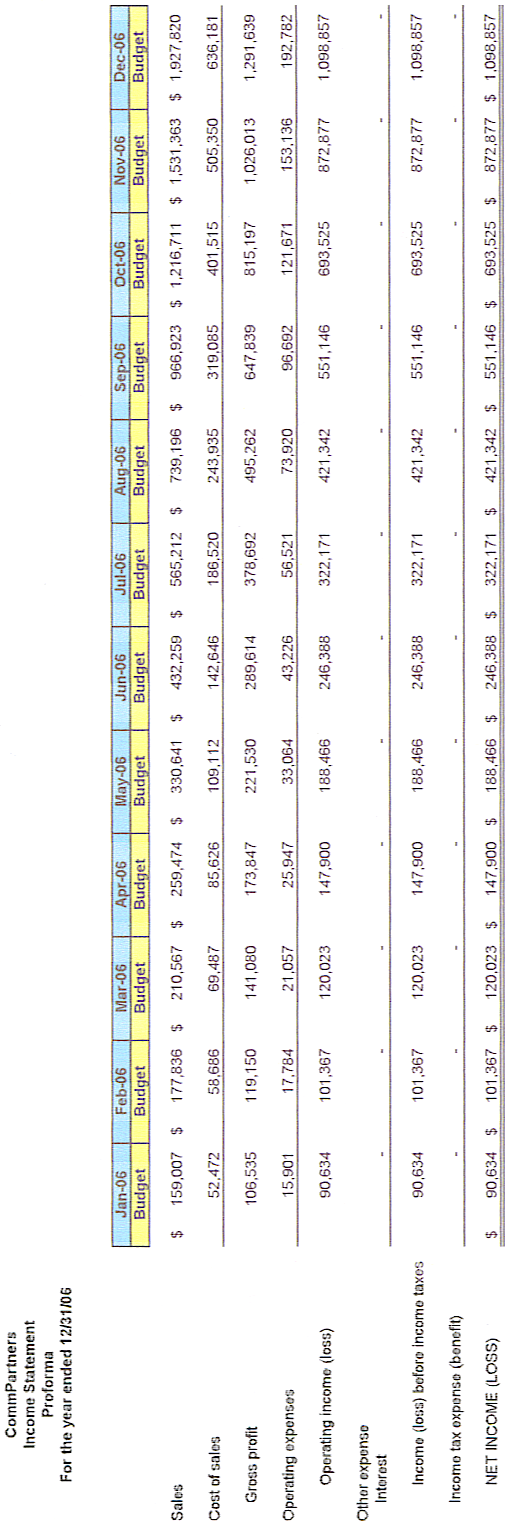 CommPartners
Income Statement
Proforma
For the year ended 12/31/06
Jan-06 Feb-06 Mar-06 Apr-06 May-06 Jun-06 Jul-06 Aug-06 Sep-06 Oct-06 Nov-06 Dec-06
Budget Budget Budget Budget Budget Budget Budget Budget Budget Budget Budget Budget
Sales $ 159,007 $ 177,836 $ 210,567 $ 259,474 $ 330,641 $ 432,259 $ 565,212 $ 739,196 $ 966,923 $ 1,216,711 $ 1,531,363 $ 1,927,820
Cost of sales 52,472 58,686 69,487 85,626 109,112 142,646 186,520 243,935 319,085 401,515 505,350 636,181
Gross profit 106,535 119,150 141,080 173,847 221,530 289,614 378,692 495,262 647,839 815,197 1,026,013 1,291,639
Operating expenses 15,901 17,784 21,057 25,947 33,064 43,226 56,521 73,920 96,692 121,671 153,136 192,782
Operating income (loss) 90,634 101,367 120,023 147,900 188,466 246,388 322,171 421,342 551,146 693,525 872,877 1,098,857
Other expense
Interest - - - - - - - - - - - -
Income (loss) before income taxes 90,634 101,367 120,023 147,900 188,466 246,388 322,171 421,342 551,146 693,525 872,877 1,098,857
Income tax expense (benefit) - - - - - - - - - - - -
NET INCOME (LOSS) $ 90,634 $ 101,367 $ 120,023 $ 147,900 $ 188,466 $ 246,388 $ 322,171 $ 421,342 $ 551,146 $ 693,525 $ 872,877 $ 1,098,857